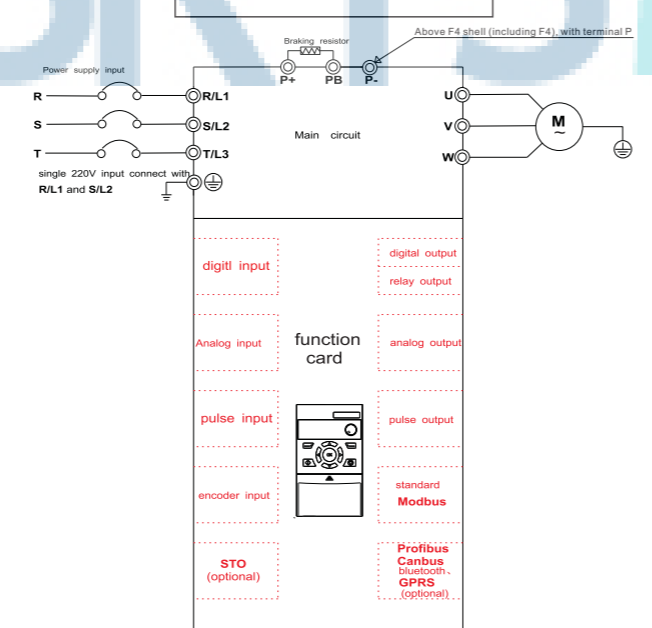 Braking resistor
Above F4 shell (including F4), with terminal P
P+ PB P-
Power supply input
R R/L1
S S/L2
T T/L3
single 220V input connect with
R/L1 and S/L2
Main circuit
U
V
W
M
~
digitl input
digital output
relay output
Analog input
function
card
analog output
pulse input
pulse output
encoder input
standard
Modbus
STO
(optional)
Profibus
Canbus
bluetooth、
GPRS
(optional)